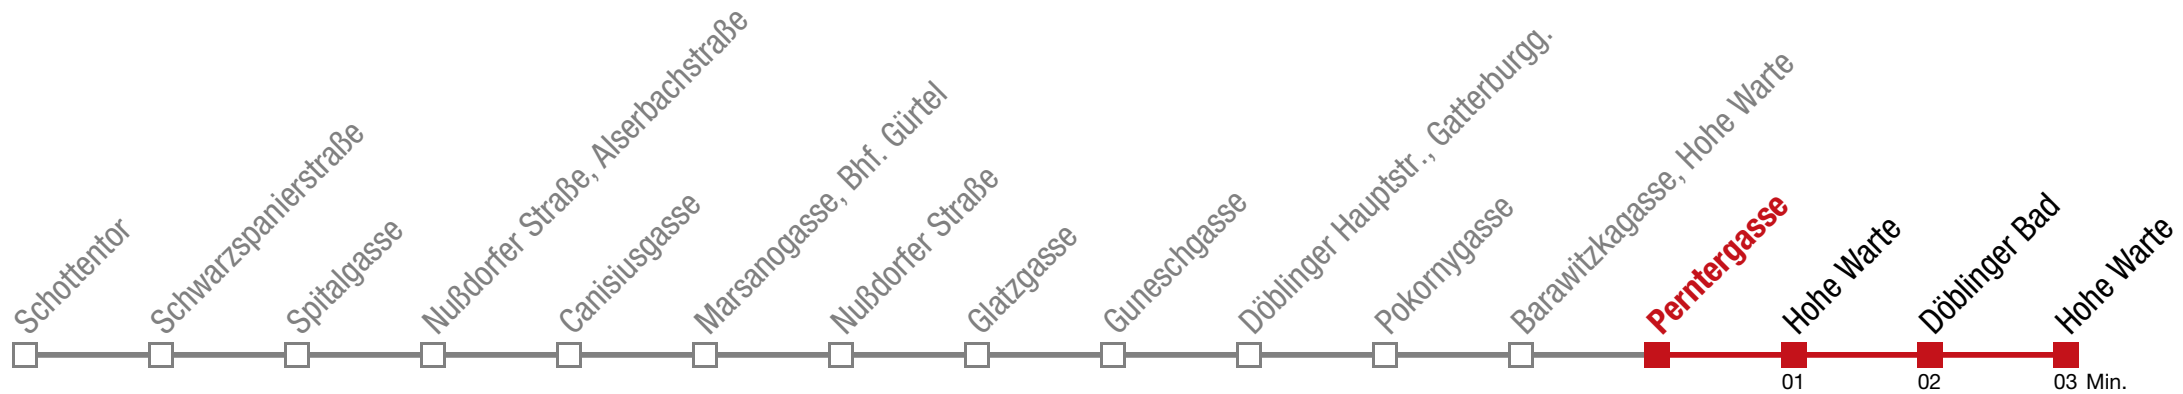 Schottentor
Schwarzspanierstraße
Spitalgasse
Nußdorfer Straße, Alserbachstraße
Canisiusgasse
Marsanogasse, Bhf. Gürtel
Nußdorfer Straße
Glatzgasse
Guneschgasse
Döblinger Hauptstr., Gatterburgg.
Pokornygasse
Barawitzkagasse, Hohe Warte
Perntergasse
Hohe Warte
Döblinger Bad
Hohe Warte
01
02
03 Min.